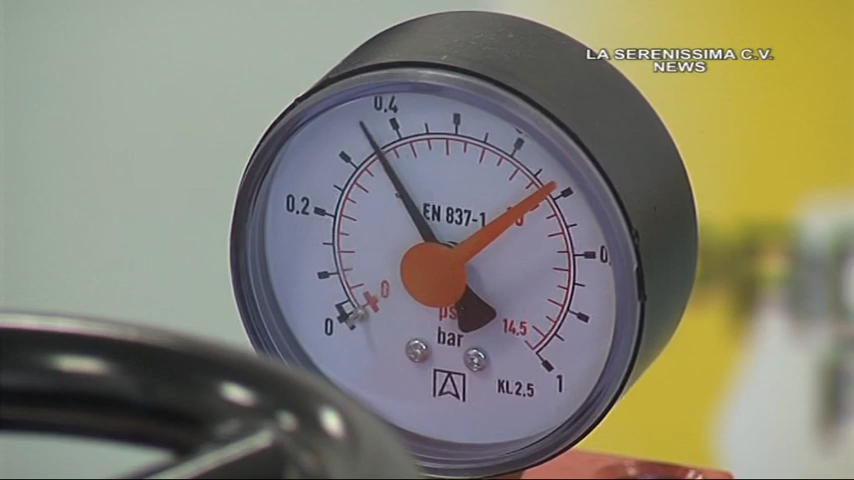 LA SERENISSIMA C.V.
NEWS
0.4
0.2
EN 837-1
0
0
bar
14.5
KL 2.5
1